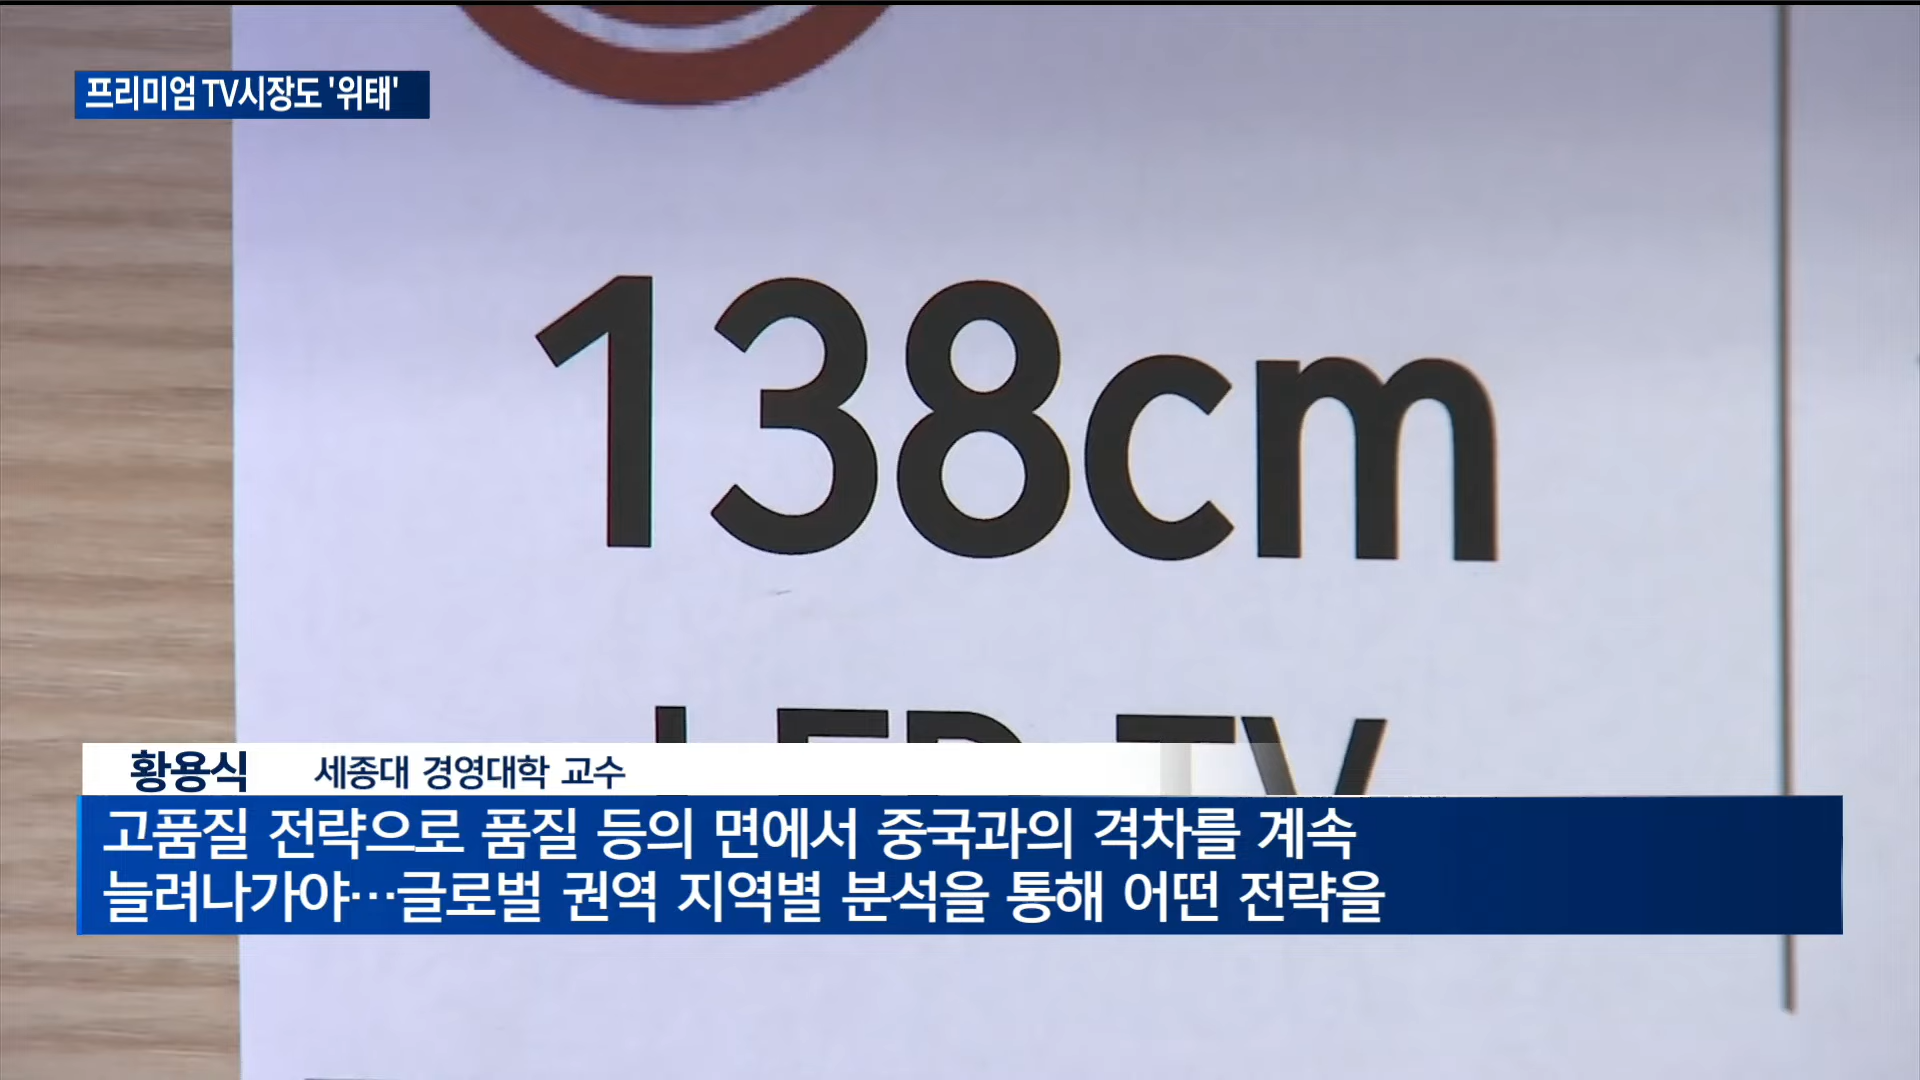 프리미엄 TV시장도 '위태'
138cm
LED TV
황용식 세종대 경영대학 교수
고품질 전략으로 품질 등의 면에서 중국과의 격차를 계속
늘려나가야…글로벌 권역 지역별 분석을 통해 어떤 전략을